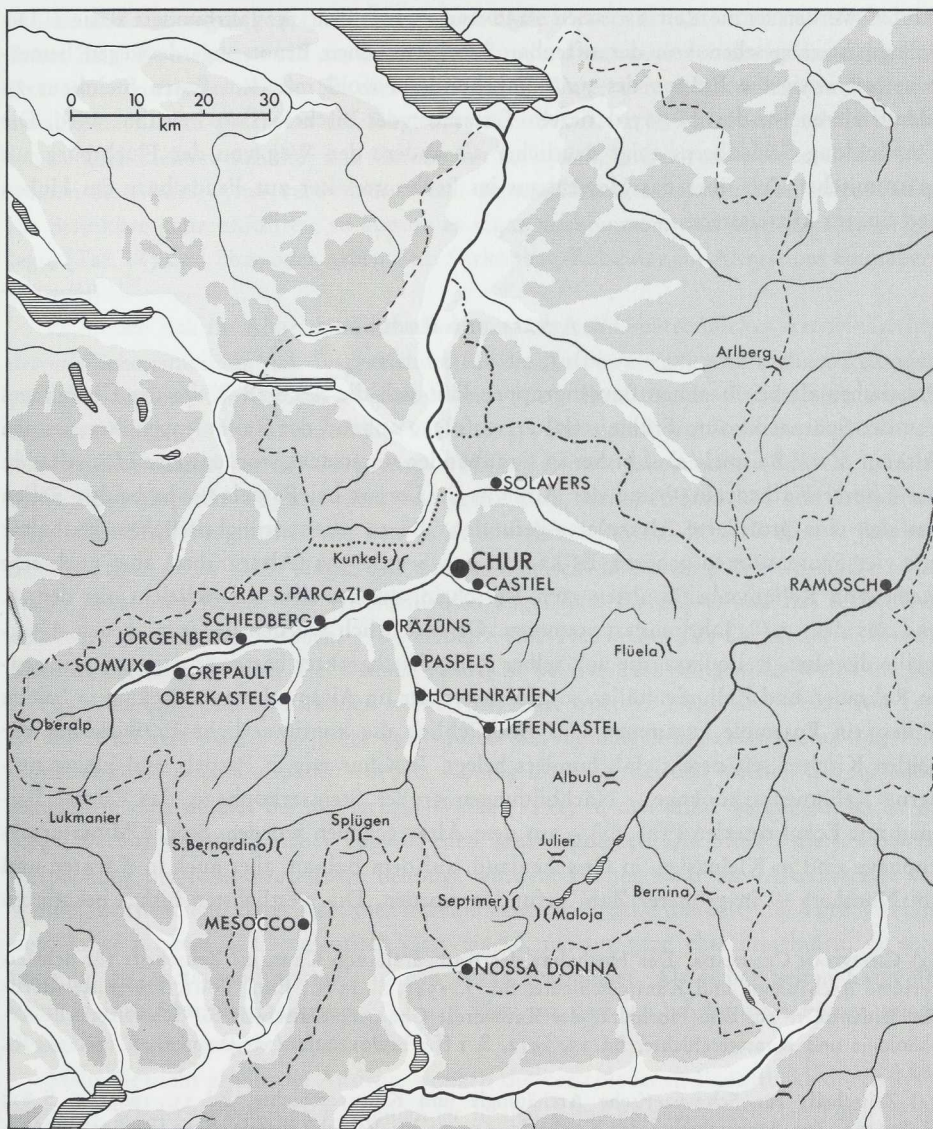 0 10 20 30
km
Arlberg
SOLAVERS
Kunkels
CHUR
CASTIEL
CRAP S. PARCAZI
RAMOSCH
SCHIEDBERG
RÄZÜNS
JÖRGENBERG
Flüela
SOMVIX
PASPELS
GREPAULT
OBERKASTELS
HOHENRÄTIEN
Oberalp
TIEFENCASTEL
Albula
Lukmanier
Splügen
S. Bernardino
Julier
Bernina
Septimer
Maloja
MESOCCO
NOSSA DONNA